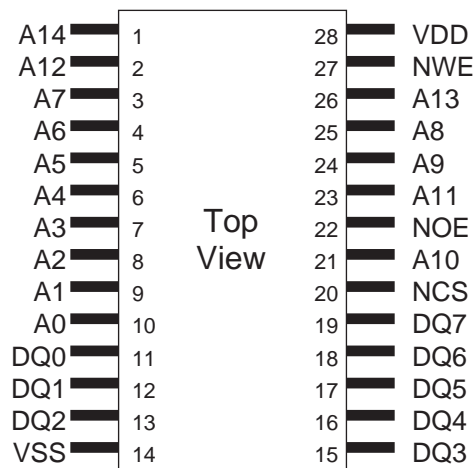 A14 1 28 VDD
A12 2 27 NWE
A7 3 26 A13
A6 4 25 A8
A5 5 24 A9
A4 6 23 A11
A3 7 Top 22 NOE
A2 8 View 21 A10
A1 9 20 NCS
A0 10 19 DQ7
DQ0 11 18 DQ6
DQ1 12 17 DQ5
DQ2 13 16 DQ4
VSS 14 15 DQ3